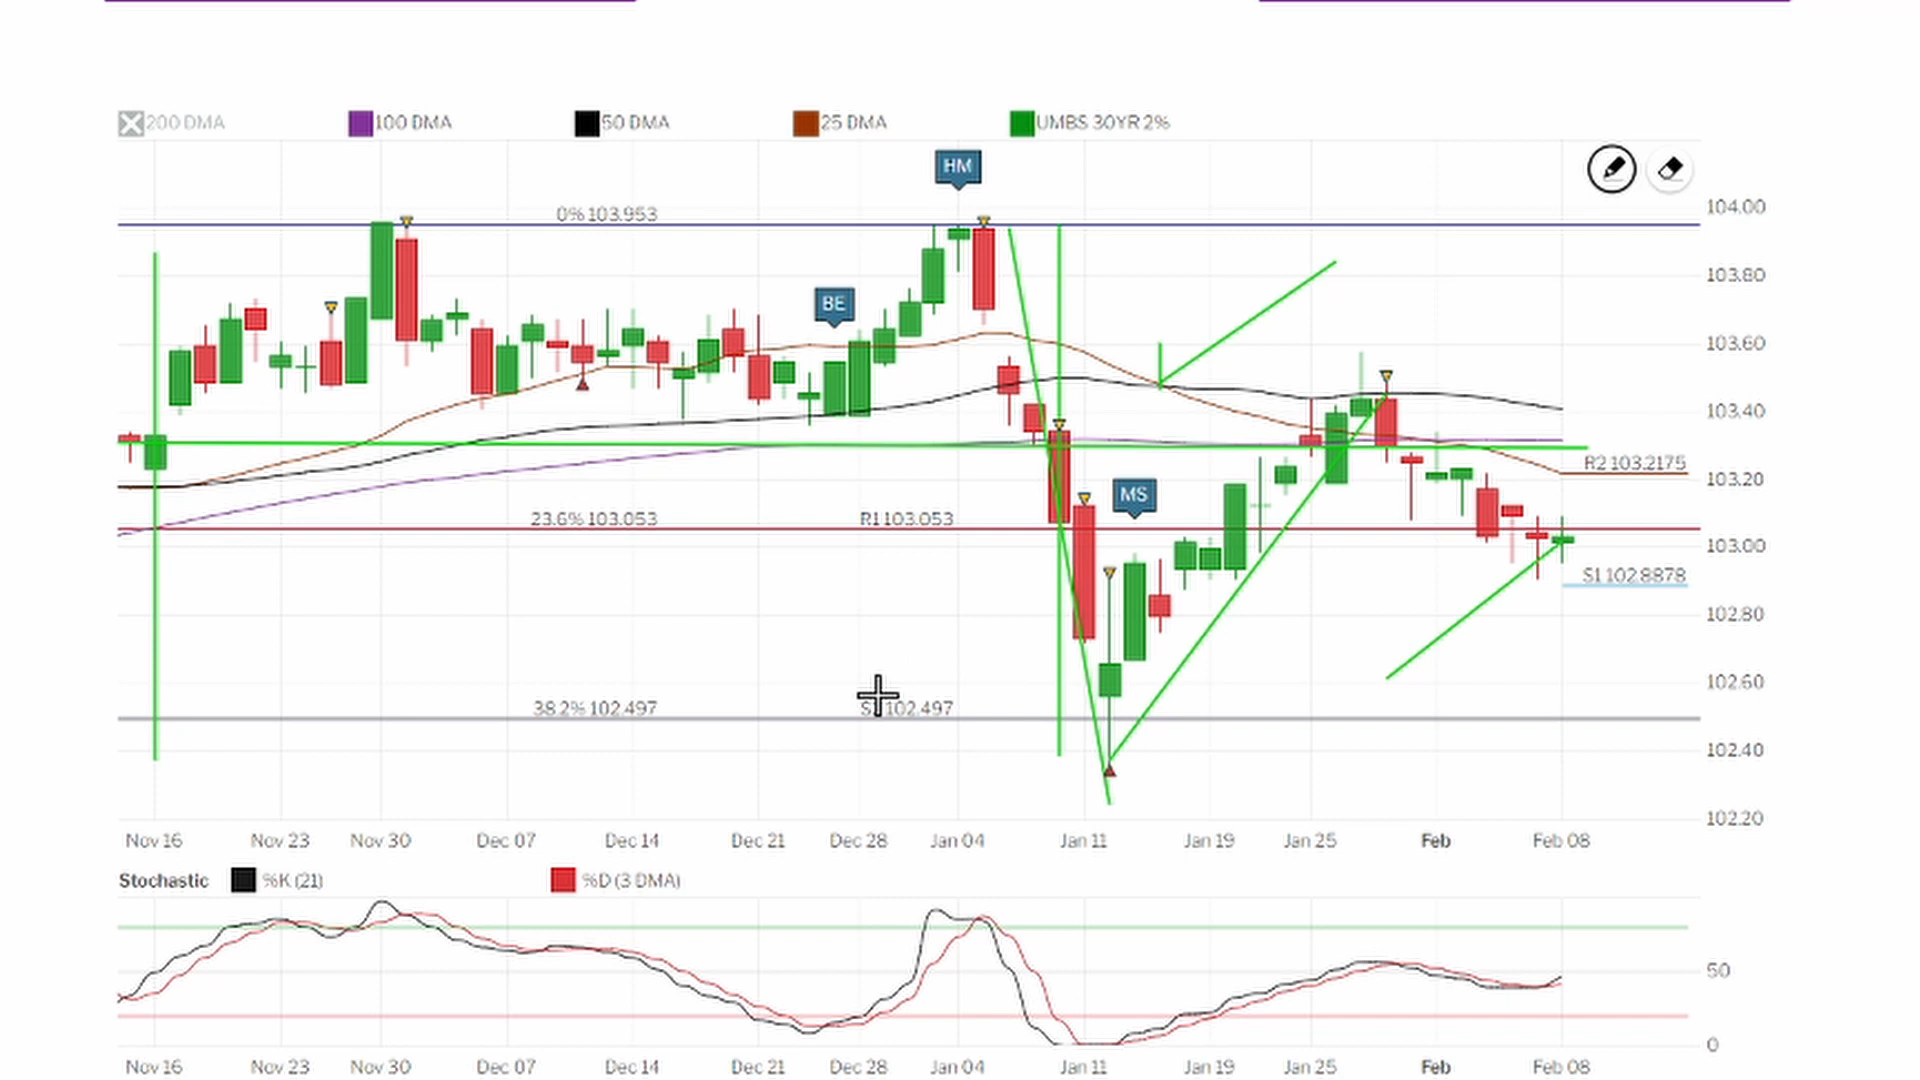 200 DMA 100 DMA 50 DMA 25 DMA UMBS 30YR 2%
HM
104.00
0% 103.953
103.80
BE
103.60
103.40
R2 103.2175
103.20
MS
23.6% 103.053 R1 103.053
103.00
S1 102.8878
102.80
102.60
38.2% 102.497 102.497
102.40
102.20
Nov 16 Nov 23 Nov 30 Dec 07 Dec 14 Dec 21 Dec 28 Jan 04 Jan 11 Jan 19 Jan 25 Feb Feb 08
Stochastic %K (21) %D (3 DMA)
50
0
Nov 16 Nov 23 Nov 30 Dec 07 Dec 14 Dec 21 Dec 28 Jan 04 Jan 11 Jan 19 Jan 25 Feb Feb 08